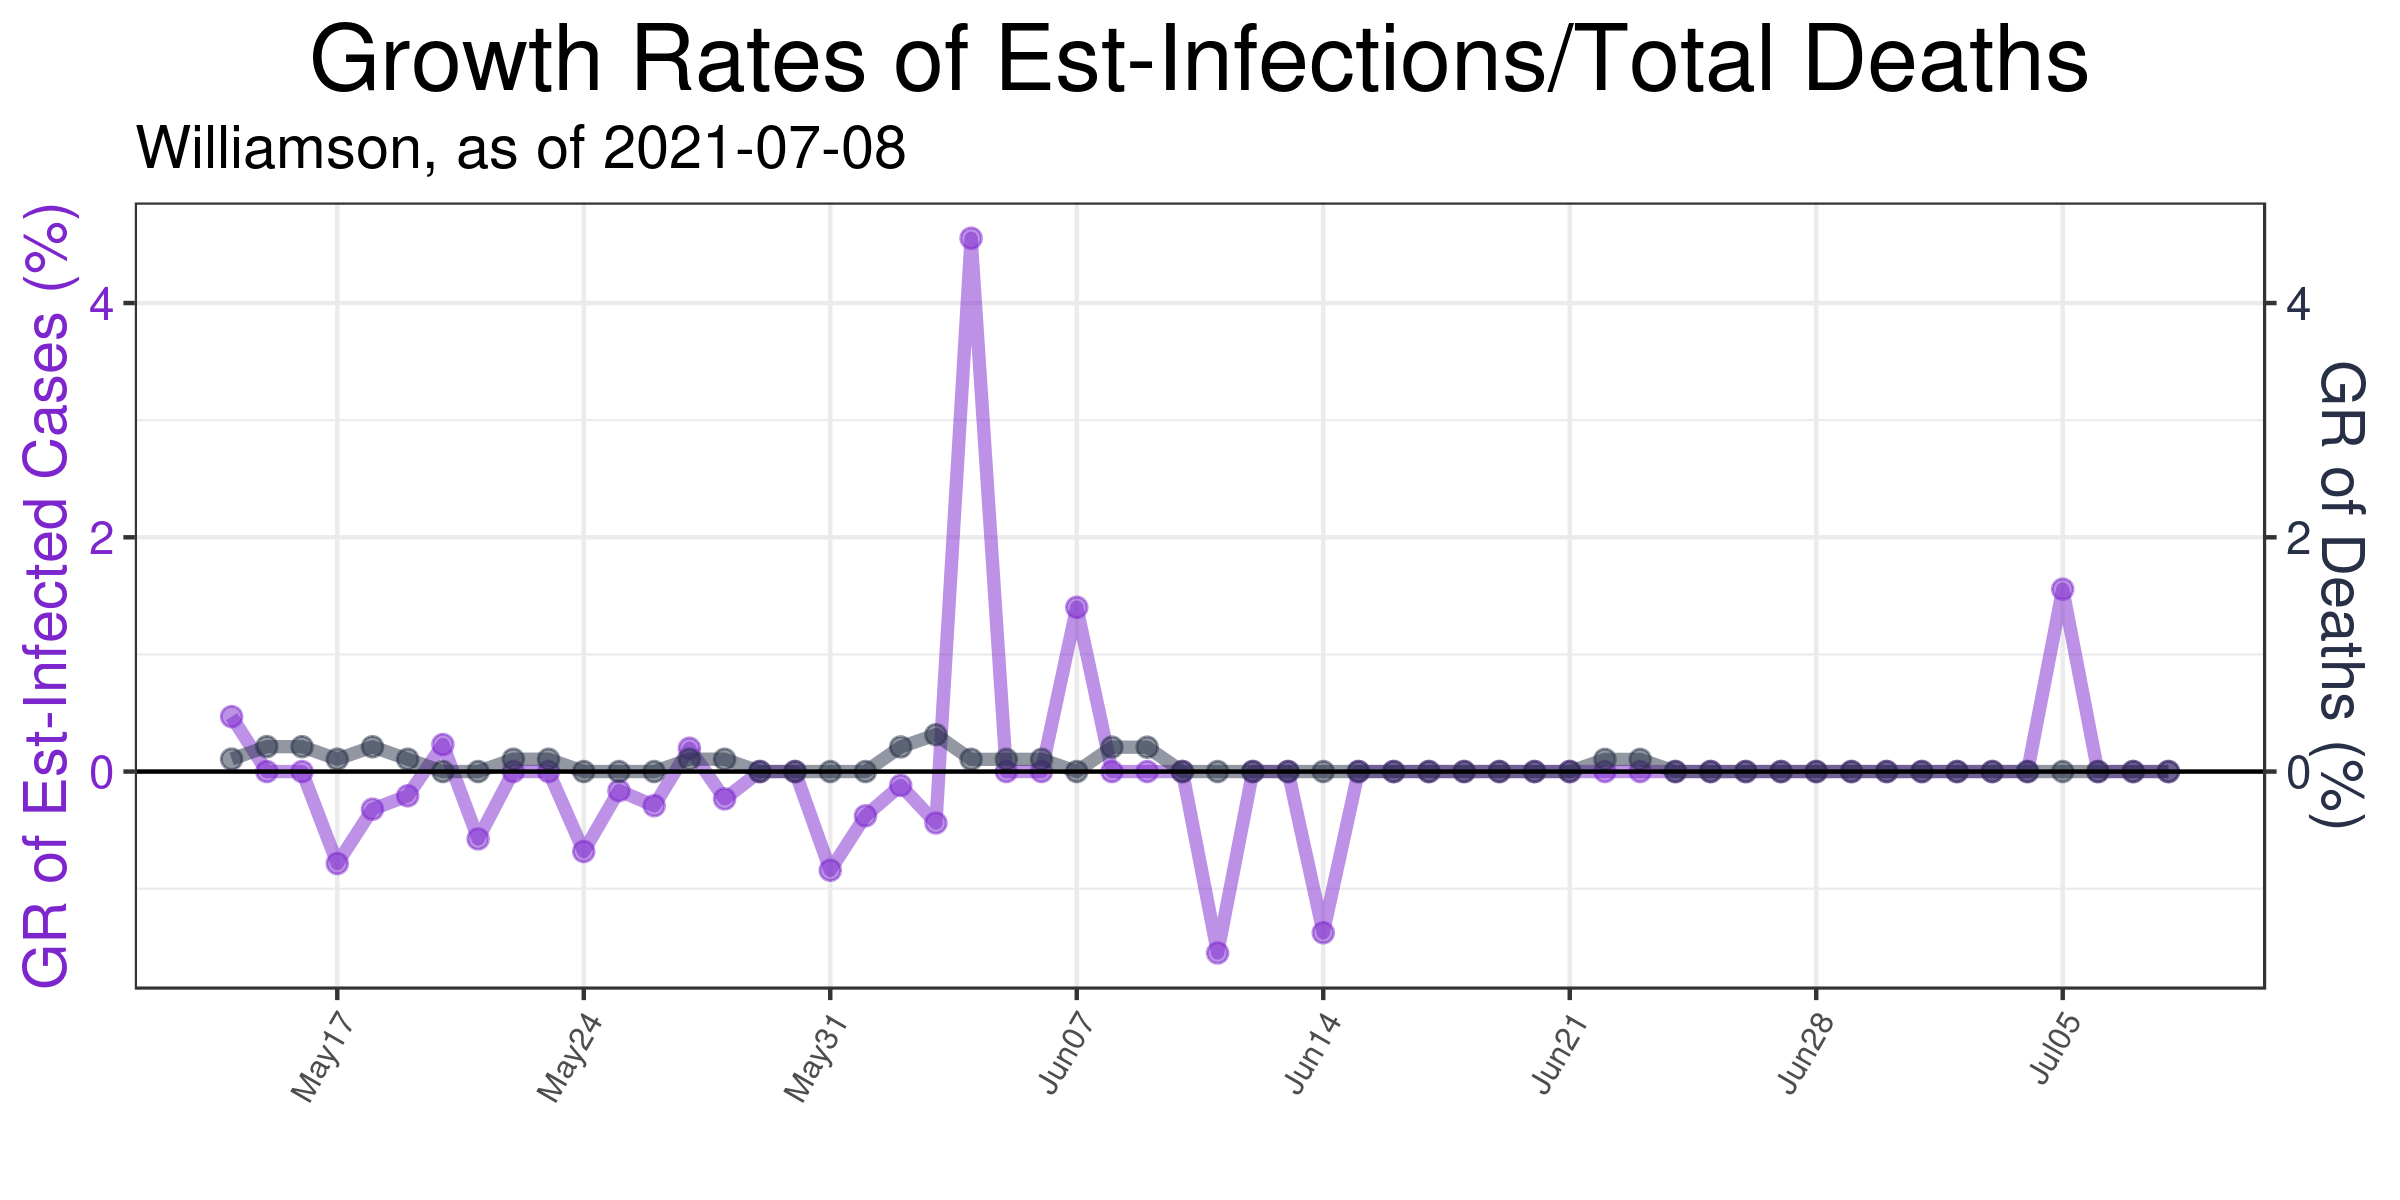 Growth Rates of Est-Infections/Total Deaths
Williamson, as of 2021-07-08
GR of Est-Infected Cases (%)
4
2
0
4
2
0
GR of Deaths (%)
May17
May24
May31
Jun07
Jun14
Jun21
Jun28
Jul05